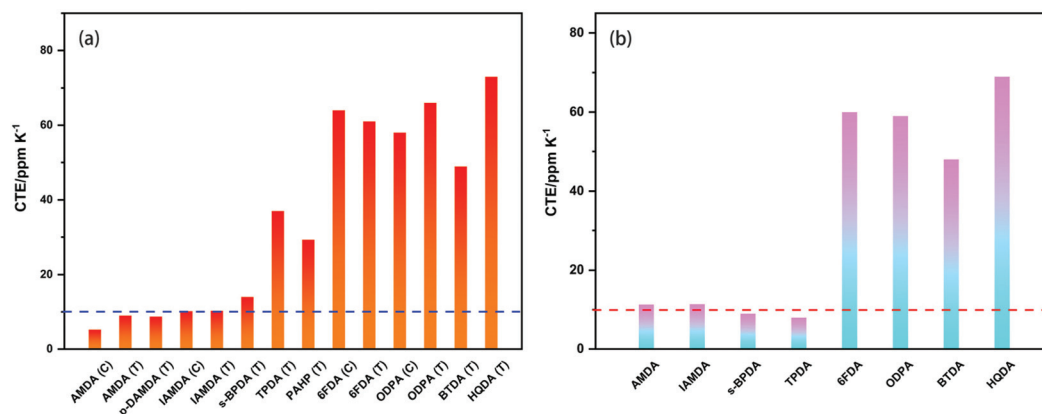 (a)
CTE/ppm K-1
80
60
40
20
0
AMDA (C)
AMDA (T)
p-DAMDA (T)
IAMDA (C)
IAMDA (T)
s-BPDA (T)
TPDA (T)
PAHP (T)
6FDA (C)
6FDA (T)
ODPA (C)
ODPA (T)
BTDA (T)
HQDA (T)
(b)
CTE/ppm K-1
80
60
40
20
0
AMDA
IAMDA
s-BPDA
TPDA
6FDA
ODPA
BTDA
HQDA